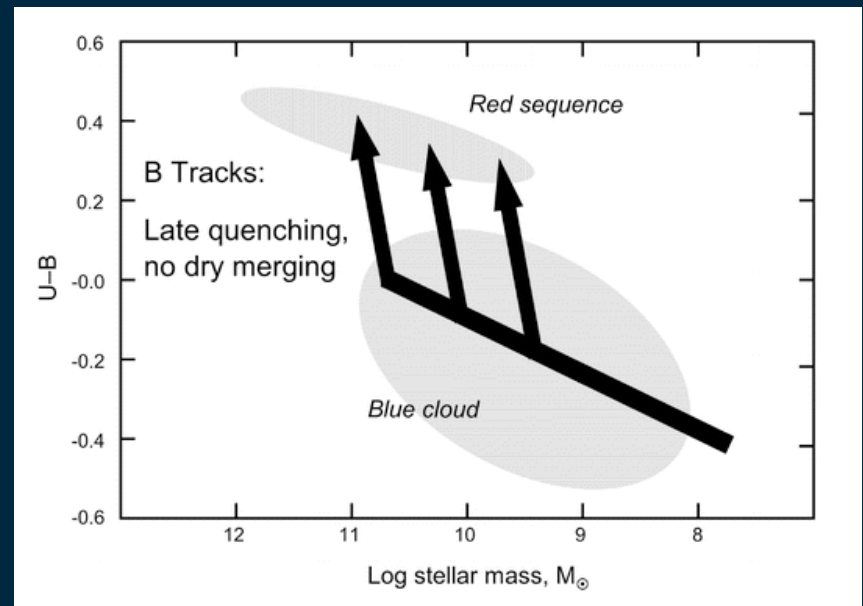 0.6
0.4
0.2
-0.0
-0.2
-0.4
-0.6
U–B
Red sequence
B Tracks:
Late quenching,
no dry merging
Blue cloud
12 11 10 9 8
Log stellar mass, M⊙